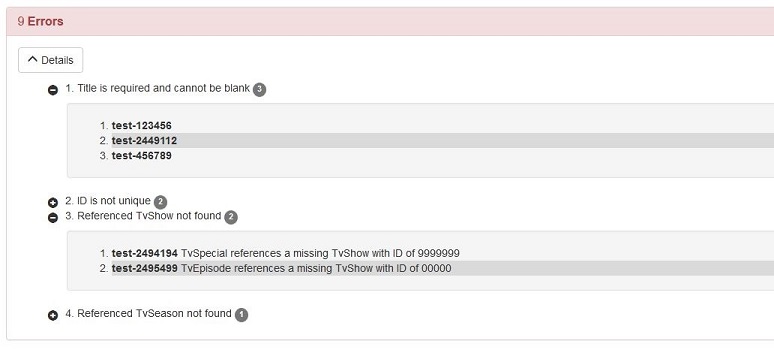 9 Errors
Details
1. Title is required and cannot be blank 3
1. test-123456
2. test-2449112
3. test-456789
2. ID is not unique 2
3. Referenced TvShow not found 2
1. test-2494194 TvSpecial references a missing TvShow with ID of 9999999
2. test-2495499 TvEpisode references a missing TvShow with ID of 00000
4. Referenced TvSeason not found 1